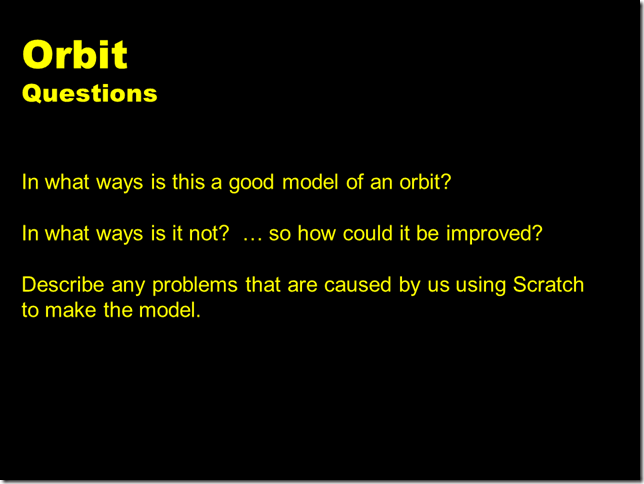 Orbit
Questions
In what ways is this a good model of an orbit?
In what ways is it not?  … so how could it be improved?
Describe any problems that are caused by us using Scratch
to make the model.